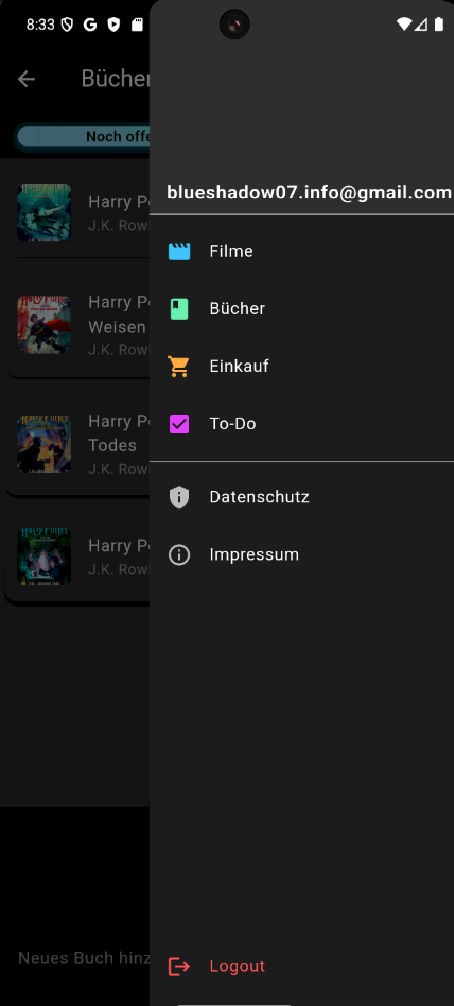 8:33
Bücher
Noch offe
Harry P
J.K. Rowl
Harry P
Weisen
J.K. Rowl
Harry P
Todes
J.K. Rowl
Harry P
J.K. Rowl
Neues Buch hinz
blueshadow07.info@gmail.com
Filme
Bücher
Einkauf
To-Do
Datenschutz
Impressum
Logout